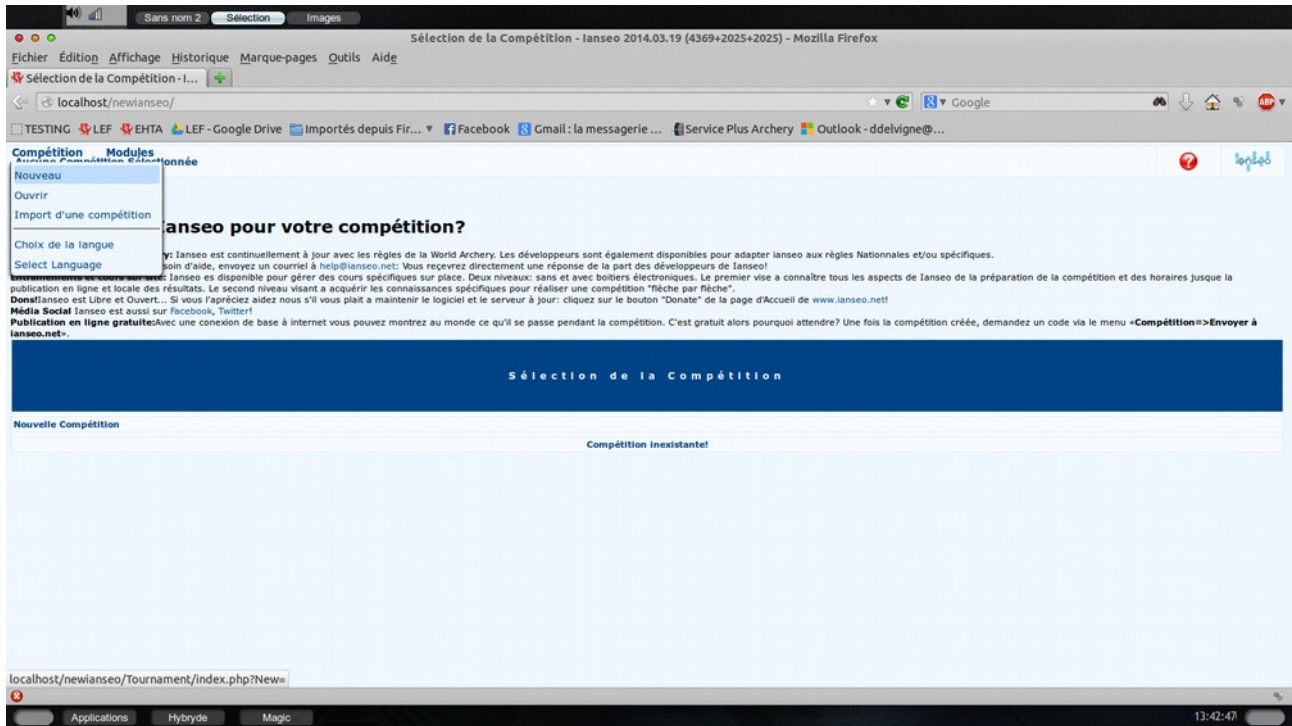 Sans nom 2 Sélection Images
Sélection de la Compétition - Ianseo 2014.03.19 (4369+2025+2025) - Mozilla Firefox
Fichier Édition Affichage Historique Marque-pages Outils Aide
Sélection de la Compétition - I...
localhost/newianseo/ Google
TESTING LEF EHTA LEF - Google Drive Importés depuis Fir... Facebook Gmail : la messagerie ... Service Plus Archery Outlook - ddelvigne@...
Compétition Modules
Aucune Compétition Sélectionnée
Nouveau
Ouvrir
Import d'une compétition
Choix de la langue
Select Language
Ianseo pour votre compétition?
y: Ianseo est continuellement à jour avec les règles de la World Archery. Les développeurs sont également disponibles pour adapter ianseo aux règles Nationales et/ou spécifiques.
soin d'aide, envoyez un courriel à help@ianseo.net: Vous reçevrez directement une réponse de la part des développeurs de Ianseo!
Entraînements et cours sur site: Ianseo es disponible pour gérer des cours spécifiques sur place. Deux niveaux: sans et avec boitiers électroniques. Le premier vise a connaître tous les aspects de Ianseo de la préparation de la compétition et des horaires jusque la
publication en ligne et locale des résultats. Le second niveau visant a acquérir les connaissances spécifiques pour réaliser une compétition "flèche par flèche".
Dons!Ianseo est Libre et Ouvert... Si vous l'apréciez aidez nous s'il vous plait a maintenir le logiciel et le serveur à jour: cliquez sur le bouton "Donate" de la page d'Accueil de www.ianseo.net!
Média Social Ianseo est aussi sur Facebook, Twitter!
Publication en ligne gratuite:Avec une conexion de base à internet vous pouvez montrez au monde ce qu'il se passe pendant la compétition. C'est gratuit alors pourquoi attendre? Une fois la compétition créée, demandez un code via le menu «Compétition=>Envoyer à
ianseo.net».
Sélection de la Compétition
Nouvelle Compétition
Compétition inexistante!
localhost/newianseo/Tournament/index.php?New=
Applications Hybryde Magic 13:42:47